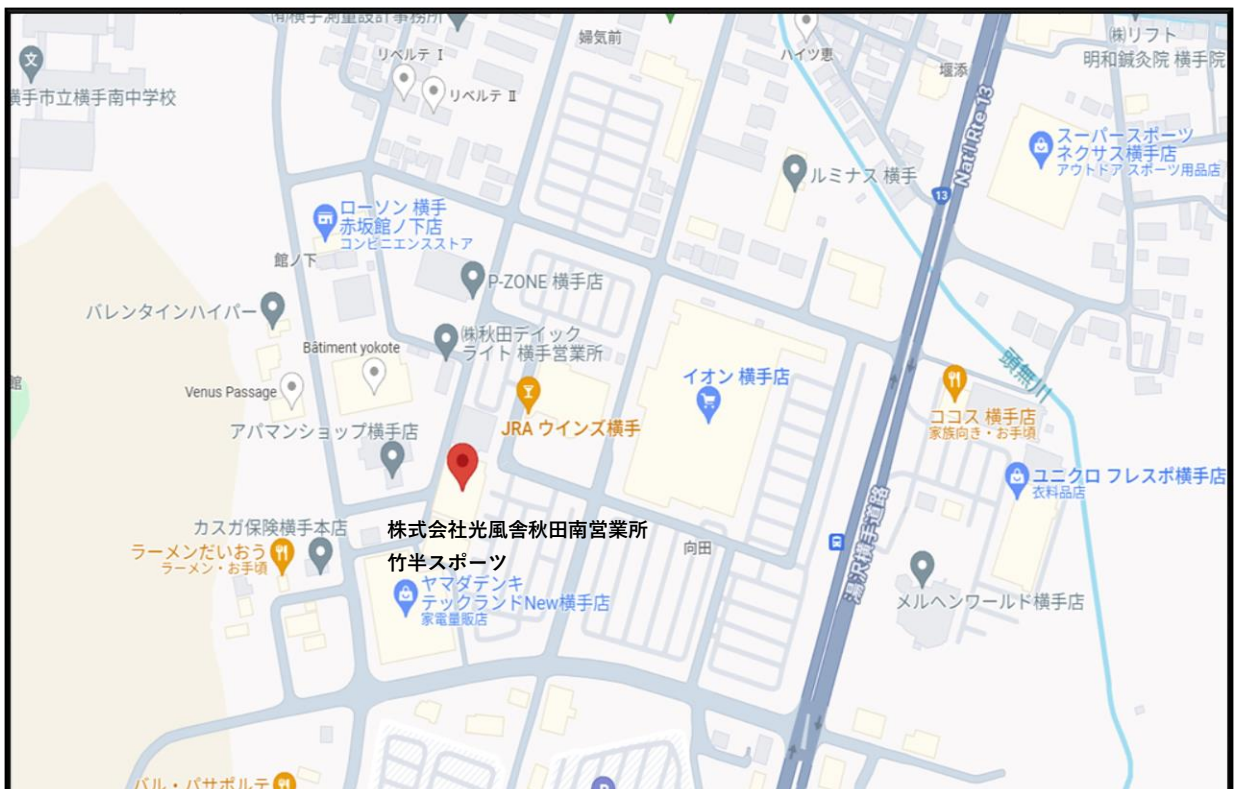 ㈲横手測量設計事務所
婦気前
ハイツ恵
㈱リフト
明和鍼灸院 横手院
リベルテ Ⅰ
リベルテ Ⅱ
堰添
横手市立横手南中学校
Nat'l Rte 13
スーパースポーツ
ネクサス横手店
アウトドア スポーツ用品店
ルミナス 横手
13
ローソン 横手
赤坂館ノ下店
コンビニエンスストア
館ノ下
P-ZONE 横手店
バレンタインハイパー
㈱秋田デイック
ライト 横手営業所
Bâtiment yokote
頭無川
館
Venus Passage
イオン 横手店
ココス 横手店
家族向き・お手頃
アパマンショップ横手店
JRA ウインズ横手
ユニクロ フレスポ横手店
衣料品店
カスガ保険横手本店
株式会社光風舎秋田南営業所
竹半スポーツ
向田
湯沢横手道路
ラーメンだいおう
ラーメン・お手頃
ヤマダデンキ
テックランドNew横手店
家電量販店
メルヘンワールド横手店
バル・パサポルテ
P